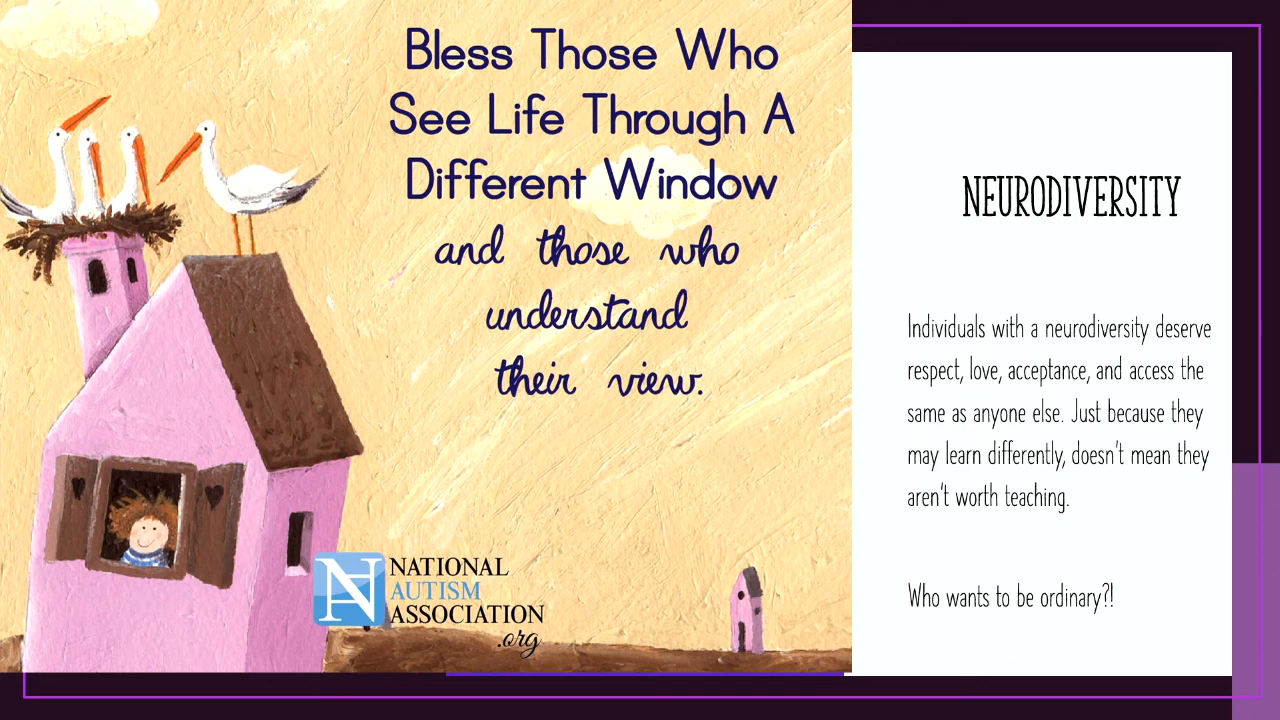 Bless Those Who
See Life Through A
Different Window
and those who
understand
their view.
NATIONAL
AUTISM
ASSOCIATION
.org
NEURODIVERSITY
Individuals with a neurodiversity deserve
respect, love, acceptance, and access the
same as anyone else. Just because they
may learn differently, doesn't mean they
aren't worth teaching.
Who wants to be ordinary?!